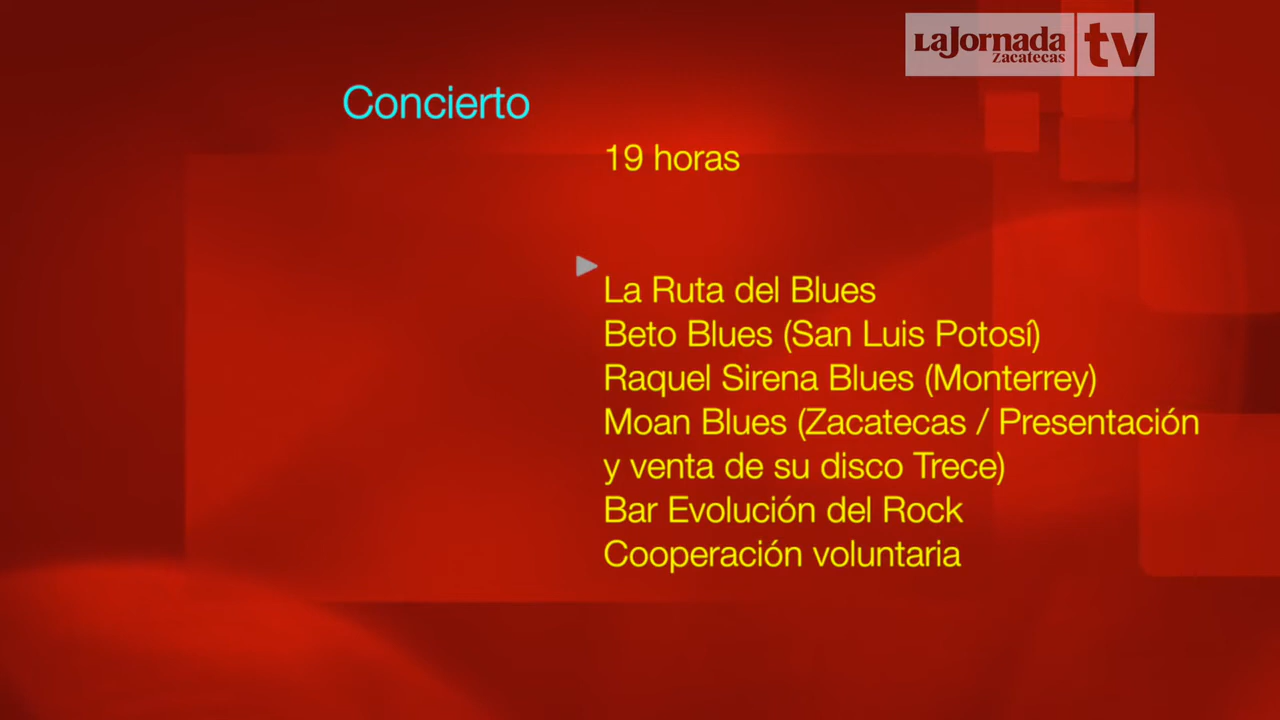 LaJornada
Zacatecas
tv
Concierto
19 horas
La Ruta del Blues
Beto Blues (San Luis Potosí)
Raquel Sirena Blues (Monterrey)
Moan Blues (Zacatecas / Presentación
y venta de su disco Trece)
Bar Evolución del Rock
Cooperación voluntaria